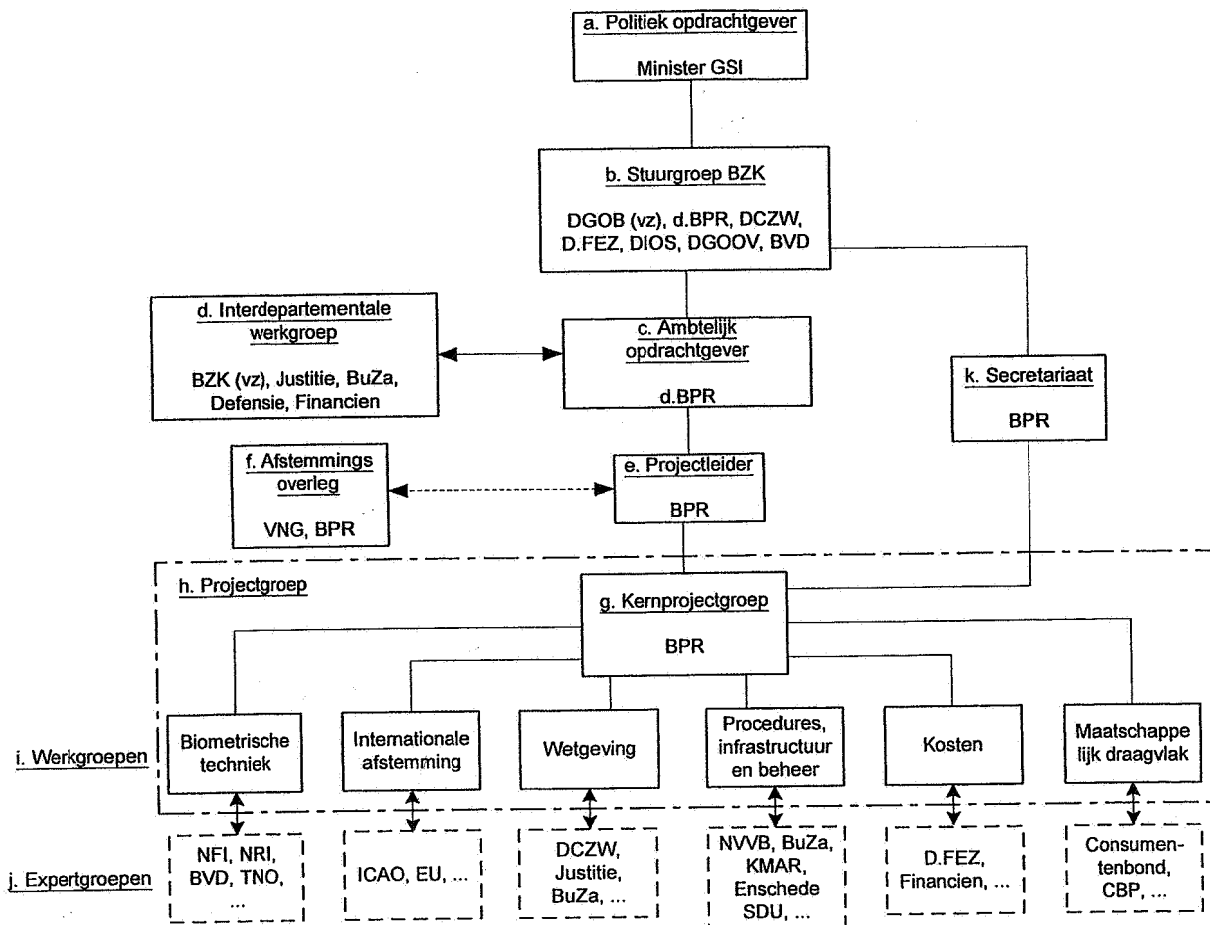 a. Politiek opdrachtgever
Minister GSI
b. Stuurgroep BZK
DGOB (vz), d.BPR, DCZW,
D.FEZ, DIOS, DGOOV, BVD
d. Interdepartementale
werkgroep
BZK (vz), Justitie, BuZa,
Defensie, Financien
c. Ambtelijk
opdrachtgever
d.BPR
k. Secretariaat
BPR
f. Afstemmings
overleg
VNG, BPR
e. Projectleider
BPR
h. Projectgroep
g. Kernprojectgroep
BPR
i. Werkgroepen
Biometrische
techniek
Internationale
afstemming
Wetgeving
Procedures,
infrastructuur
en beheer
Kosten
Maatschappe
lijk draagvlak
j. Expertgroepen
NFI, NRI,
BVD, TNO,
...
ICAO, EU, ...
DCZW,
Justitie,
BuZa, ...
NVVB, BuZa,
KMAR,
Enschede
SDU, ...
D.FEZ,
Financien, ...
Consumen-
tenbond,
CBP, ...